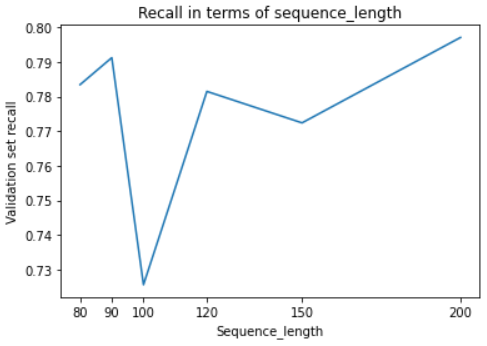 Recall in terms of sequence_length
Validation set recall
0.80
0.79
0.78
0.77
0.76
0.75
0.74
0.73
80 90 100 120 150 200
Sequence_length